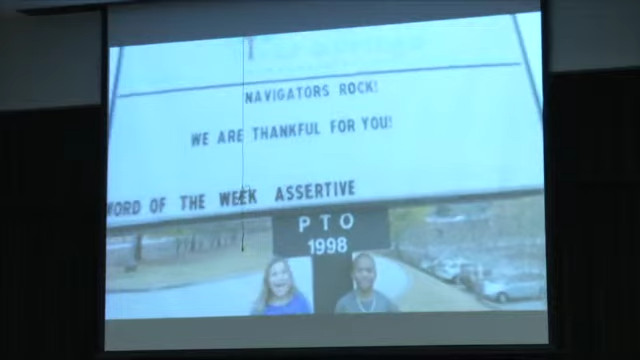 NAVIGATORS ROCK!
WE ARE THANKFUL FOR YOU!
WORD OF THE WEEK ASSERTIVE
PTO
1998